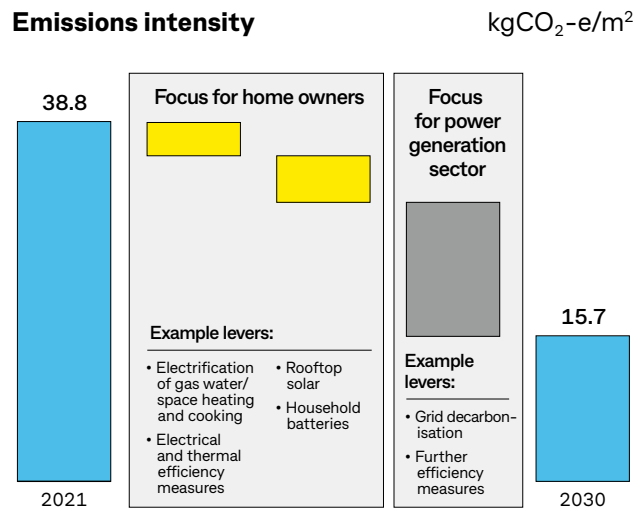 Emissions intensity
kgCO₂-e/m²
38.8
2021
Focus for home owners
Example levers:
• Electrification
of gas water/
space heating
and cooking
• Electrical
and thermal
efficiency
measures
• Rooftop
solar
• Household
batteries
Focus
for power
generation
sector
Example
levers:
• Grid decarbon-
isation
• Further
efficiency
measures
15.7
2030